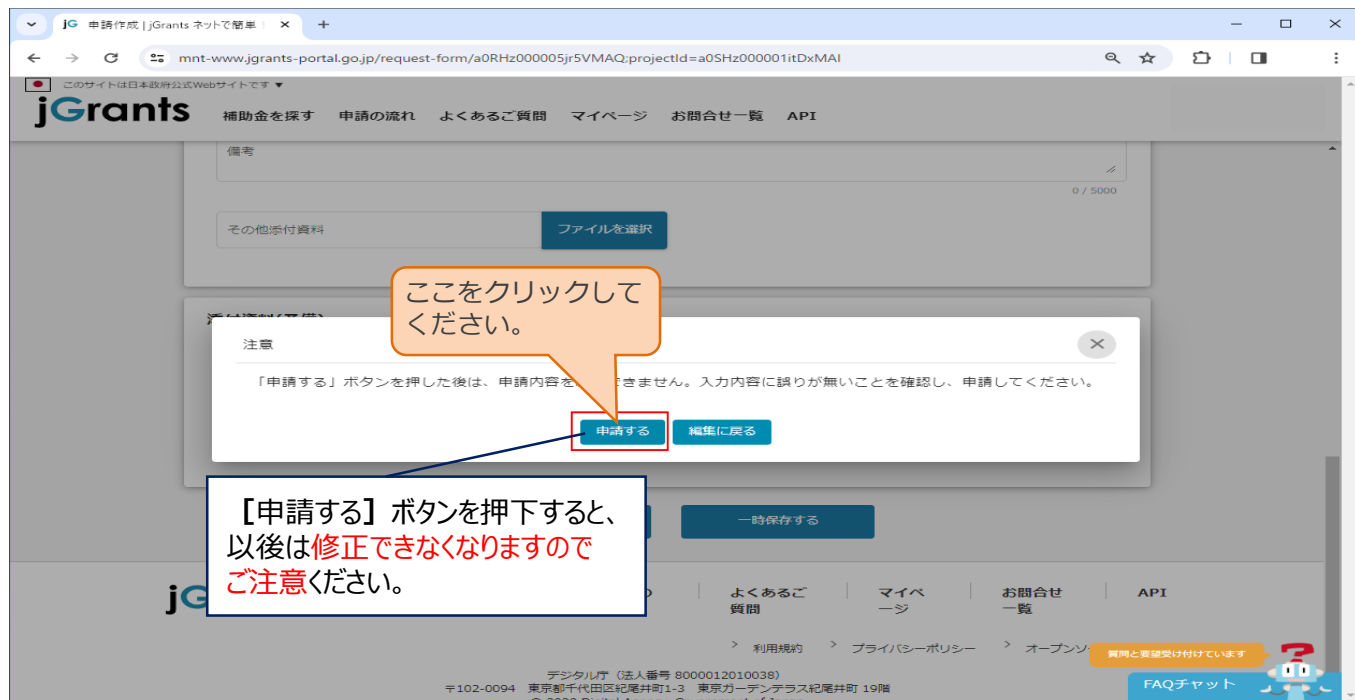 jG 申請作成 | jGrants ネットで簡単
mnt-www.jgrants-portal.go.jp/request-form/a0RHz000005jr5VMAQ;projectId=a0SHz000001itDxMAI
このサイトは日本政府公式Webサイトです ▼
jGrants 補助金を探す 申請の流れ よくあるご質問 マイページ お問合せ一覧 API
備考
0 / 5000
その他添付資料 ファイルを選択
ここをクリックして
ください。
注意
「申請する」ボタンを押した後は、申請内容を できません。入力内容に誤りが無いことを確認し、申請してください。
申請する 編集に戻る
【申請する】ボタンを押下すると、
以後は修正できなくなりますので
ご注意ください。
一時保存する
よくあるご
質問
マイペ
ージ
お問合せ
一覧
API
利用規約 プライバシーポリシー オープンソ
質問と要望受け付けています
デジタル庁（法人番号 8000012010038）
〒102-0094 東京都千代田区紀尾井町1-3 東京ガーデンテラス紀尾井町 19階
FAQチャット